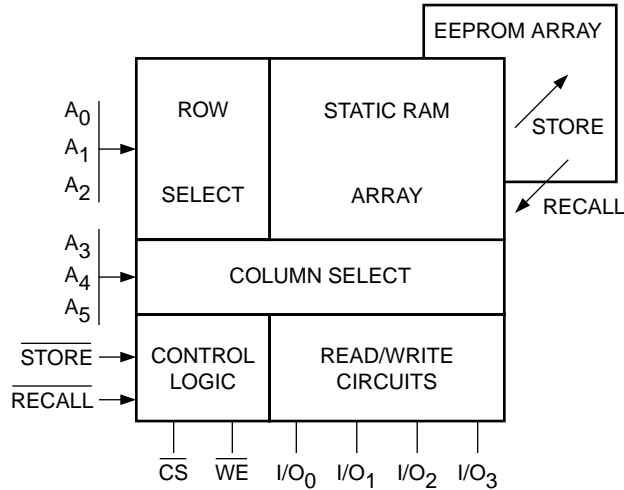 EEPROM ARRAY
ROW
SELECT
STATIC RAM
ARRAY
STORE
RECALL
A0
A1
A2
A3
A4
A5
COLUMN SELECT
STORE
RECALL
CONTROL
LOGIC
READ/WRITE
CIRCUITS
CS
WE
I/O0
I/O1
I/O2
I/O3